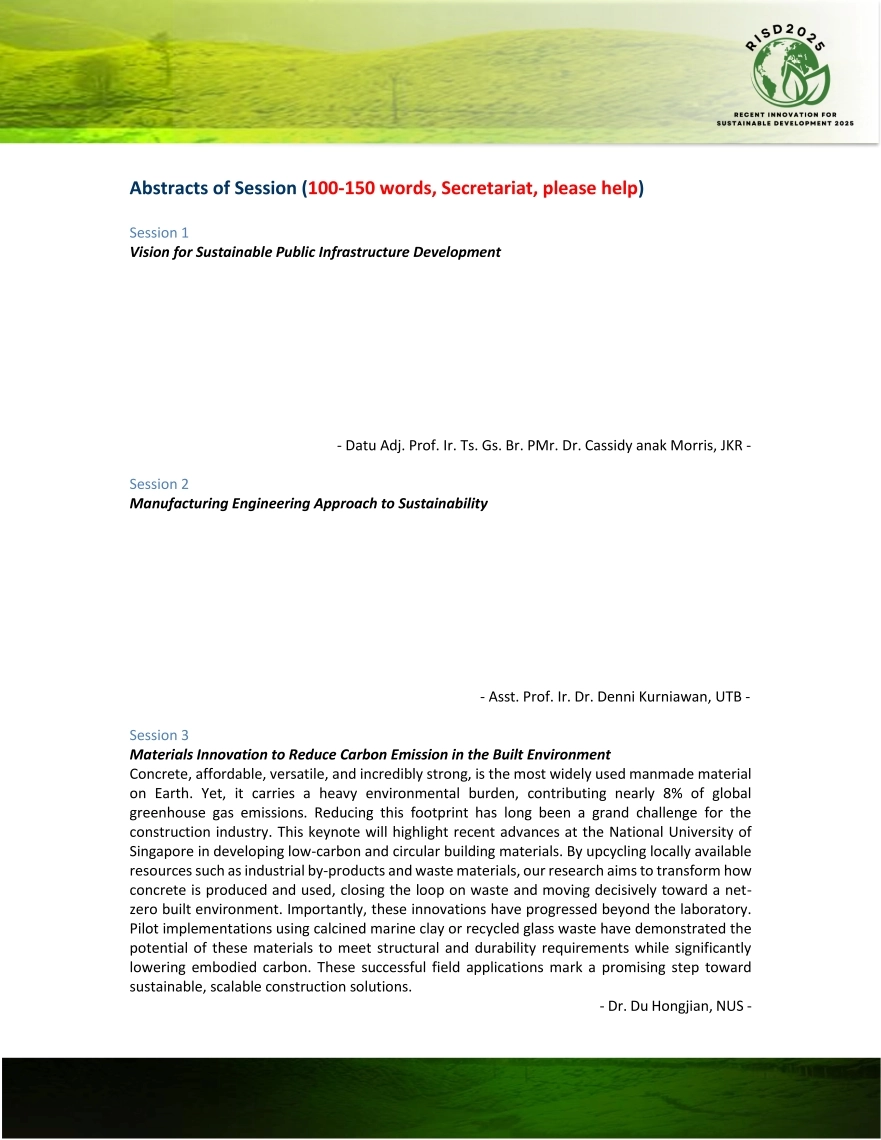 RISD2025
RECENT INNOVATION FOR
SUSTAINABLE DEVELOPMENT 2025
Abstracts of Session (100-150 words, Secretariat, please help)
Session 1
Vision for Sustainable Public Infrastructure Development
- Datu Adj. Prof. Ir. Ts. Gs. Br. PMr. Dr. Cassidy anak Morris, JKR -
Session 2
Manufacturing Engineering Approach to Sustainability
- Asst. Prof. Ir. Dr. Denni Kurniawan, UTB -
Session 3
Materials Innovation to Reduce Carbon Emission in the Built Environment
Concrete, affordable, versatile, and incredibly strong, is the most widely used manmade material
on Earth. Yet, it carries a heavy environmental burden, contributing nearly 8% of global
greenhouse gas emissions. Reducing this footprint has long been a grand challenge for the
construction industry. This keynote will highlight recent advances at the National University of
Singapore in developing low-carbon and circular building materials. By upcycling locally available
resources such as industrial by-products and waste materials, our research aims to transform how
concrete is produced and used, closing the loop on waste and moving decisively toward a net-
zero built environment. Importantly, these innovations have progressed beyond the laboratory.
Pilot implementations using calcined marine clay or recycled glass waste have demonstrated the
potential of these materials to meet structural and durability requirements while significantly
lowering embodied carbon. These successful field applications mark a promising step toward
sustainable, scalable construction solutions.
- Dr. Du Hongjian, NUS -